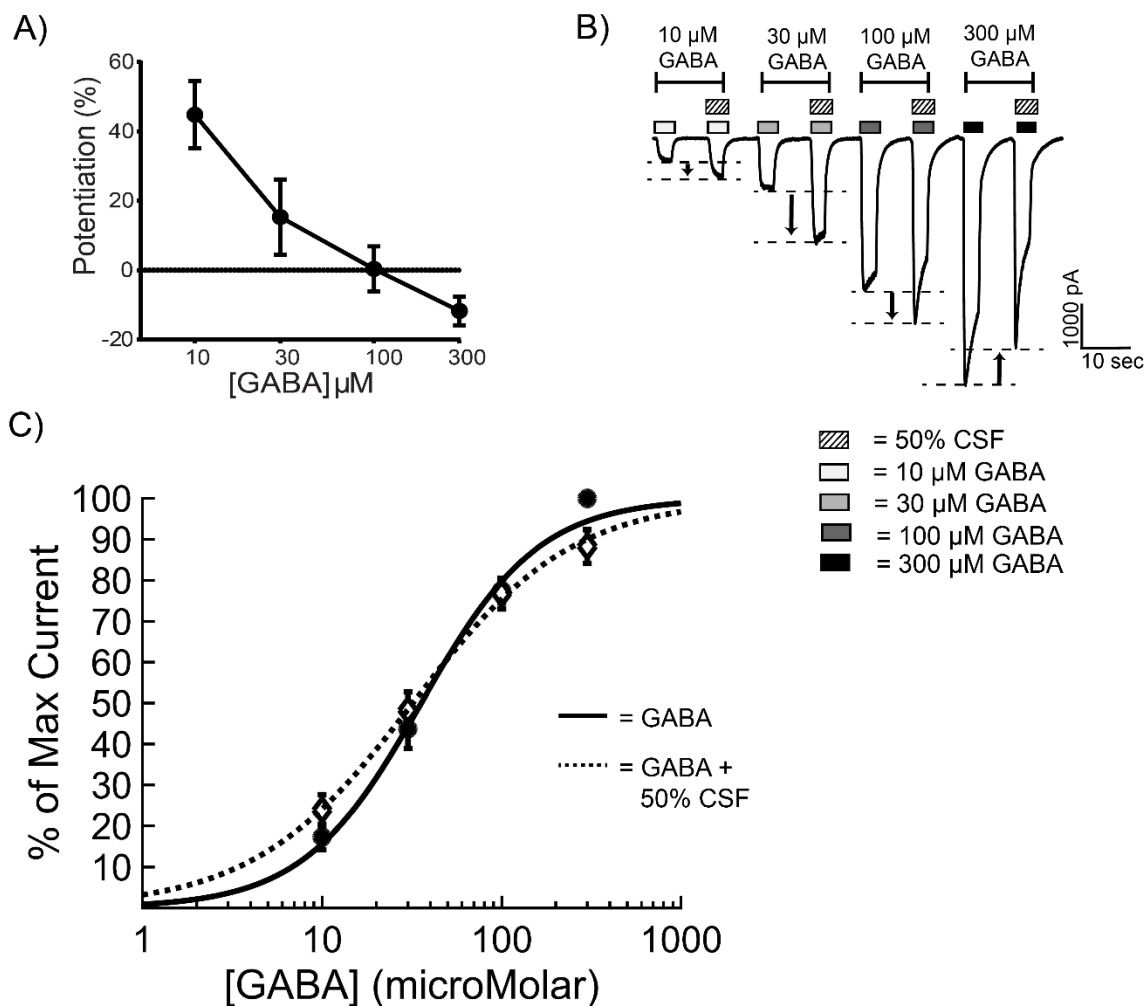 A)
60
40
20
0
-20
Potentiation (%)
10 30 100 300
[GABA] µM
B)
10 µM GABA
30 µM GABA
100 µM GABA
300 µM GABA
1000 pA
10 sec
= 50% CSF
= 10 µM GABA
= 30 µM GABA
= 100 µM GABA
= 300 µM GABA
C)
100
90
80
70
60
50
40
30
20
10
% of Max Current
1 10 100 1000
[GABA] (microMolar)
= GABA
= GABA +
50% CSF